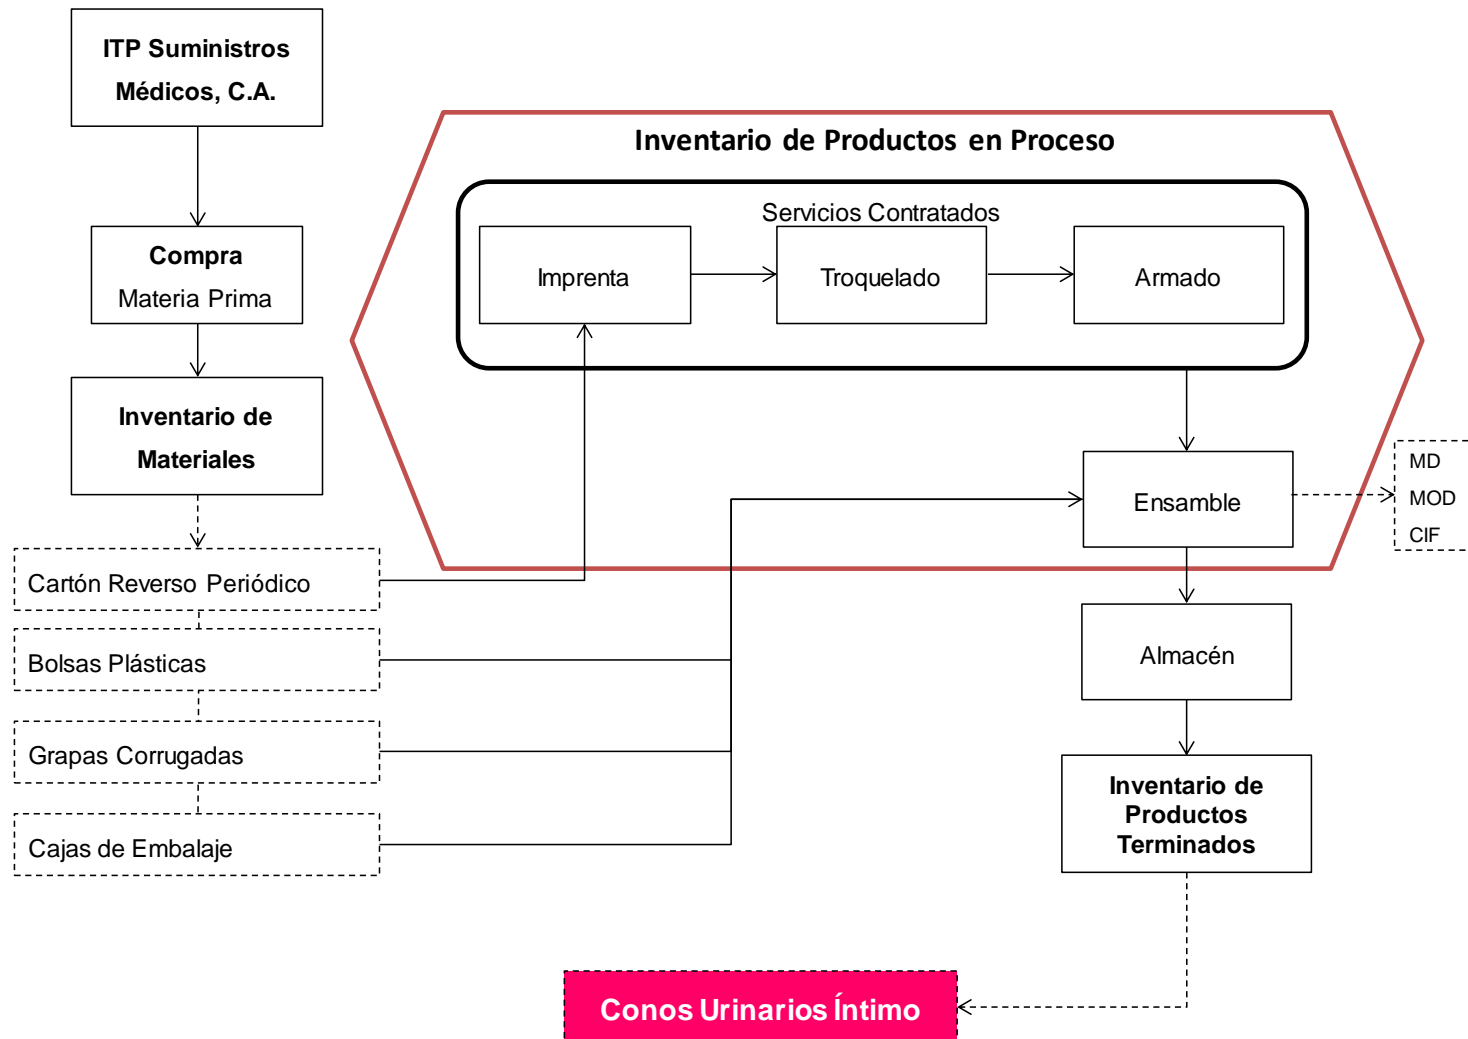 ITP Suministros
Médicos, C.A.
Compra
Materia Prima
Inventario de
Materiales
Cartón Reverso Periódico
Bolsas Plásticas
Grapas Corrugadas
Cajas de Embalaje
Inventario de Productos en Proceso
Servicios Contratados
Imprenta
Troquelado
Armado
Ensamble
MD
MOD
CIF
Almacén
Inventario de
Productos
Terminados
Conos Urinarios Íntimo